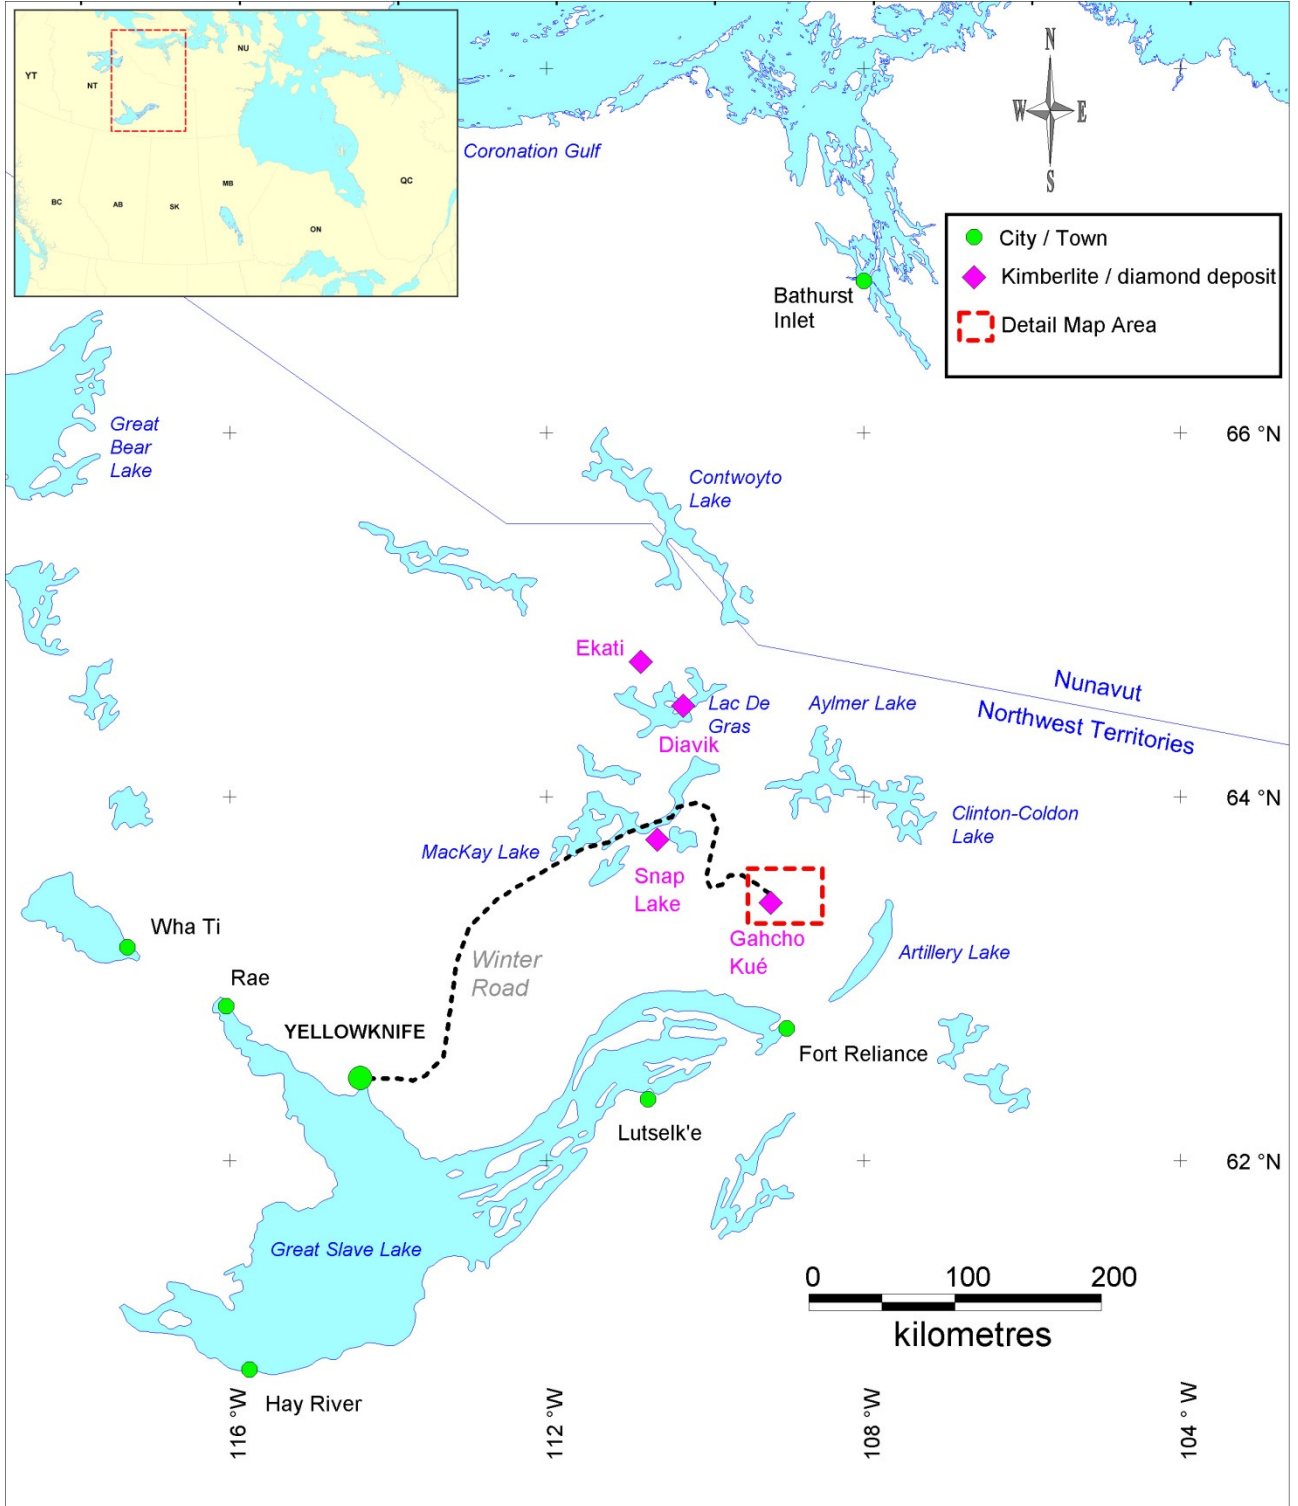 YT
NT
NU
BC
AB
SK
MB
ON
QC
Coronation Gulf
N
W
E
S
City / Town
Kimberlite / diamond deposit
Detail Map Area
Bathurst
Inlet
Great
Bear
Lake
66 °N
Contwoyto
Lake
Ekati
Lac De
Gras
Diavik
Aylmer Lake
Nunavut
Northwest Territories
64 °N
Clinton-Coldon
Lake
MacKay Lake
Snap
Lake
Gahcho
Kué
Artillery Lake
Wha Ti
Rae
Winter
Road
YELLOWKNIFE
Fort Reliance
Lutselk'e
62 °N
Great Slave Lake
0 100 200
kilometres
Hay River
116 °W
112 °W
108 °W
104 ° W